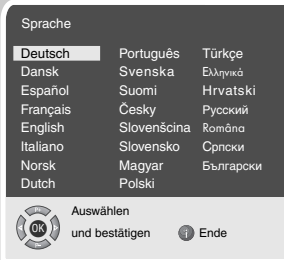 Sprache
Deutsch Português Türkçe
Dansk Svenska Ελληνικά
Español Suomi Hrvatski
Français Česky Русский
English Slovenšcina Româna
Italiano Slovensko Српски
Norsk Magyar Български
Dutch Polski
Auswählen
OK und bestätigen i Ende